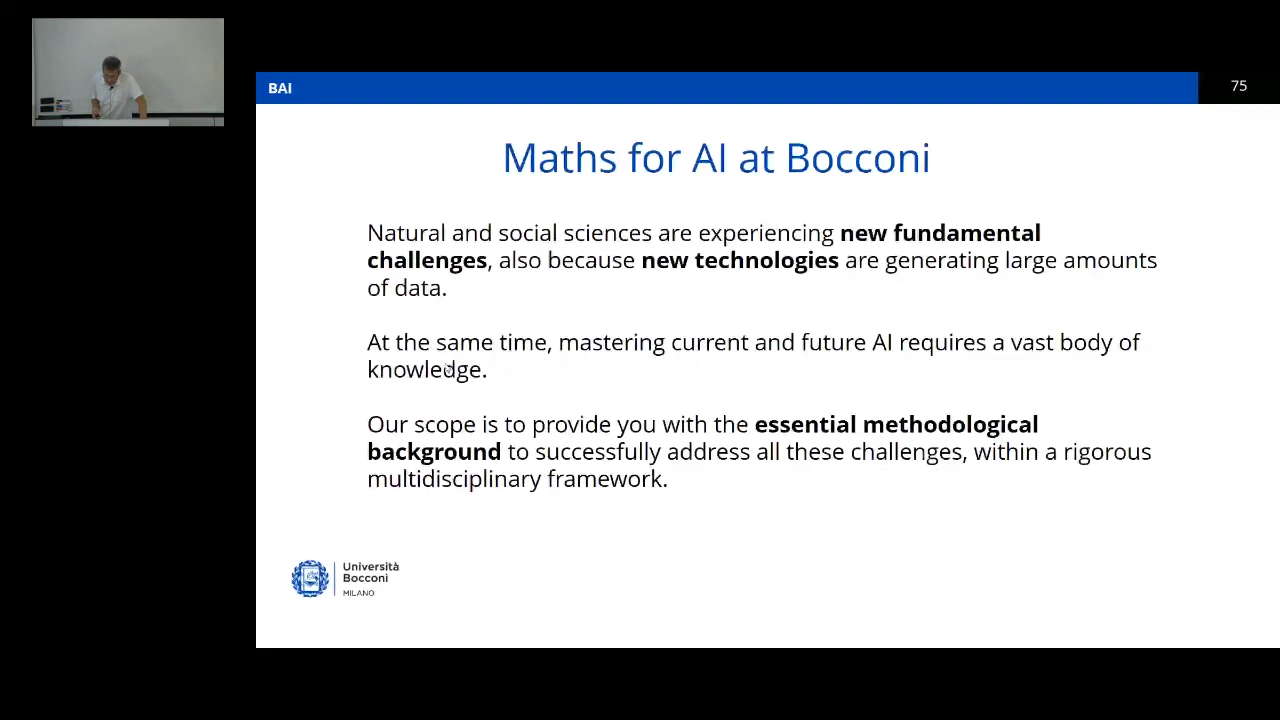 BAI
75
Maths for AI at Bocconi
Natural and social sciences are experiencing new fundamental
challenges, also because new technologies are generating large amounts
of data.
At the same time, mastering current and future AI requires a vast body of
knowledge.
Our scope is to provide you with the essential methodological
background to successfully address all these challenges, within a rigorous
multidisciplinary framework.
Università
Bocconi
MILANO